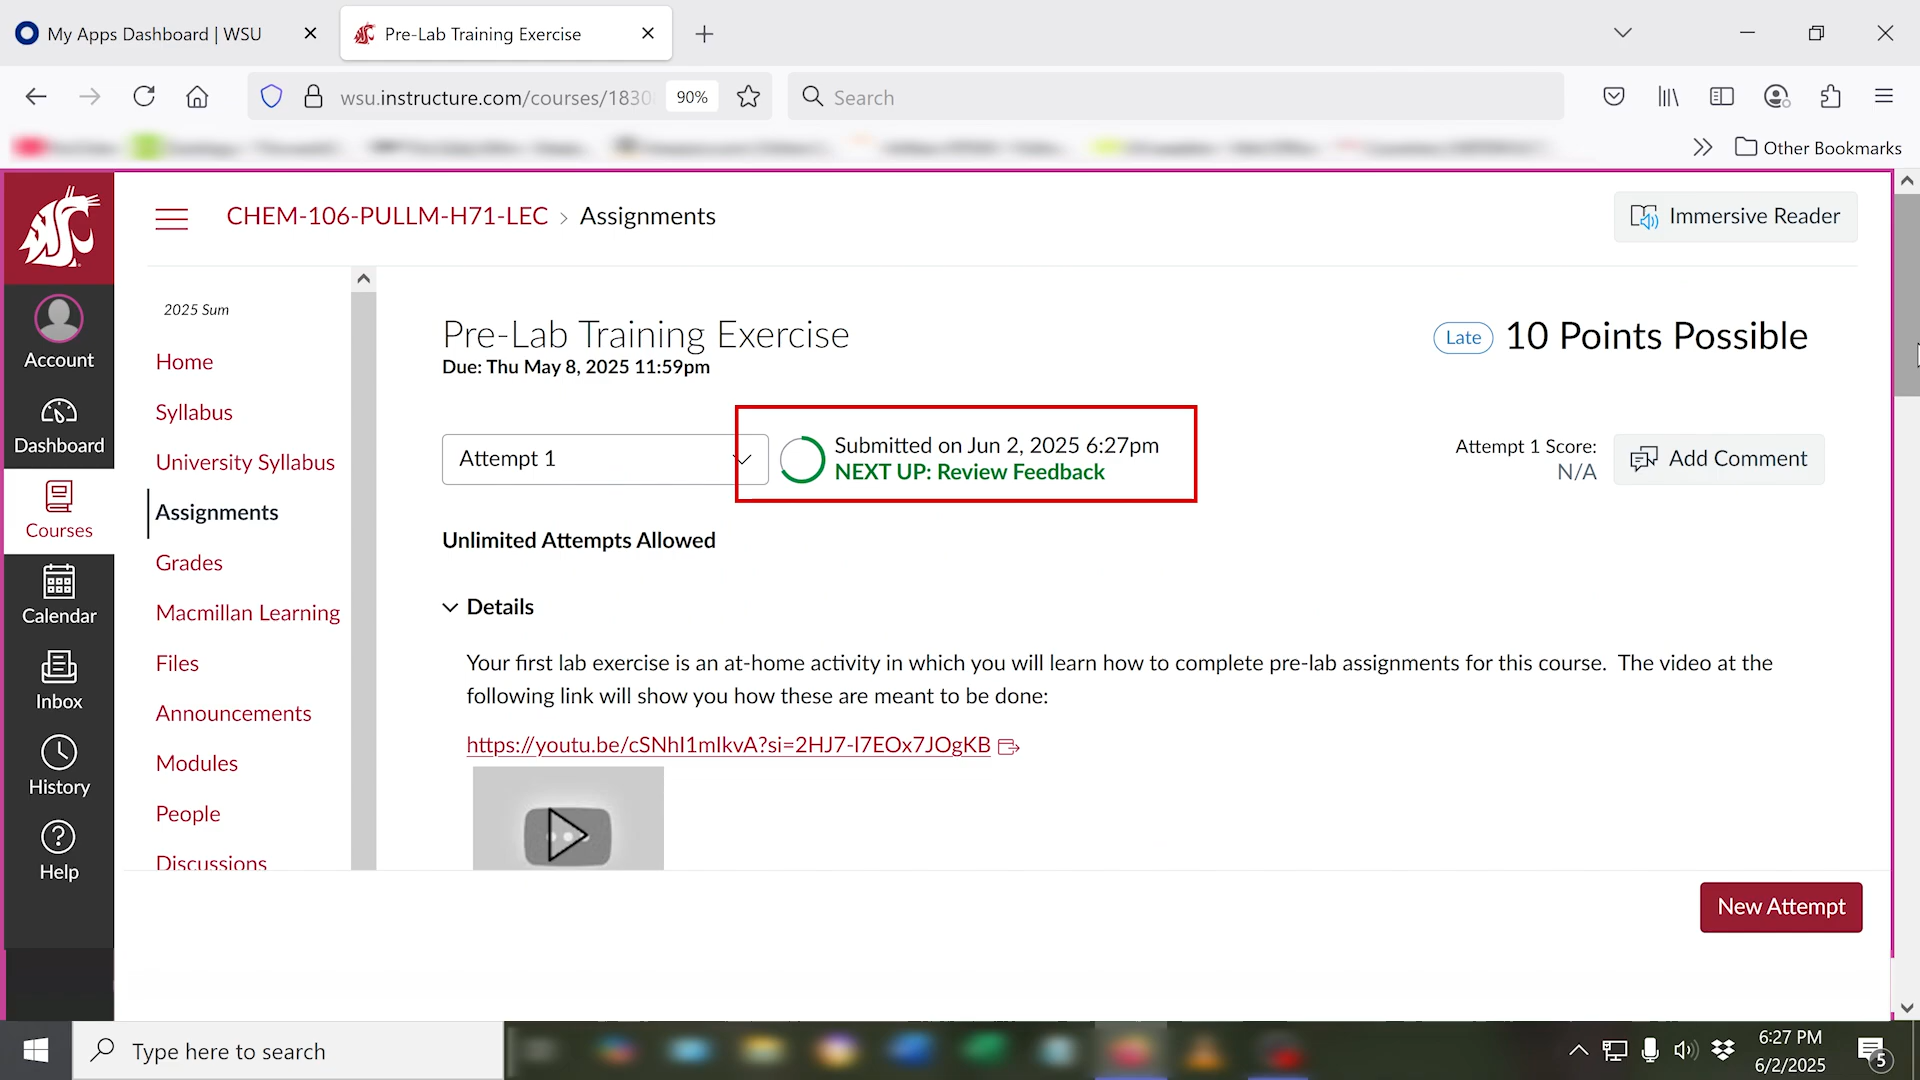 My Apps Dashboard | WSU
Pre-Lab Training Exercise
wsu.instructure.com/courses/1830
90%
Search
Other Bookmarks
CHEM-106-PULLM-H71-LEC > Assignments
Immersive Reader
Account
Dashboard
Courses
Calendar
Inbox
History
Help
2025 Sum
Home
Syllabus
University Syllabus
Assignments
Grades
Macmillan Learning
Files
Announcements
Modules
People
Discussions
Pre-Lab Training Exercise
Due: Thu May 8, 2025 11:59pm
Late
10 Points Possible
Attempt 1
Submitted on Jun 2, 2025 6:27pm
NEXT UP: Review Feedback
Attempt 1 Score:
N/A
Add Comment
Unlimited Attempts Allowed
Details
Your first lab exercise is an at-home activity in which you will learn how to complete pre-lab assignments for this course. The video at the
following link will show you how these are meant to be done:
https://youtu.be/cSNhI1mIkvA?si=2HJ7-I7EOx7JOgKB
New Attempt
Type here to search
6:27 PM
6/2/2025
5